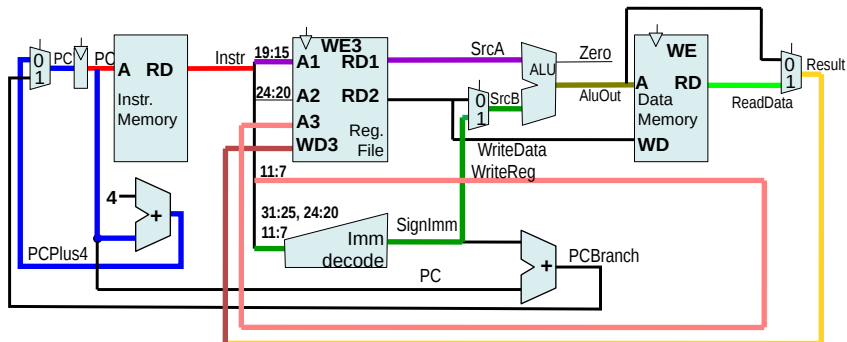 PC
0
1
PC
A RD
Instr.
Memory
Instr
19:15
WE3
A1 RD1
24:20
A2 RD2
A3
WD3
Reg.
File
SrcA
0
1
SrcB
ALU
Zero
AluOut
WE
A RD
Data
Memory
WD
ReadData
0
1
Result
WriteData
WriteReg
11:7
4
+
PCPlus4
31:25, 24:20
11:7
Imm
decode
SignImm
PC
+
PCBranch